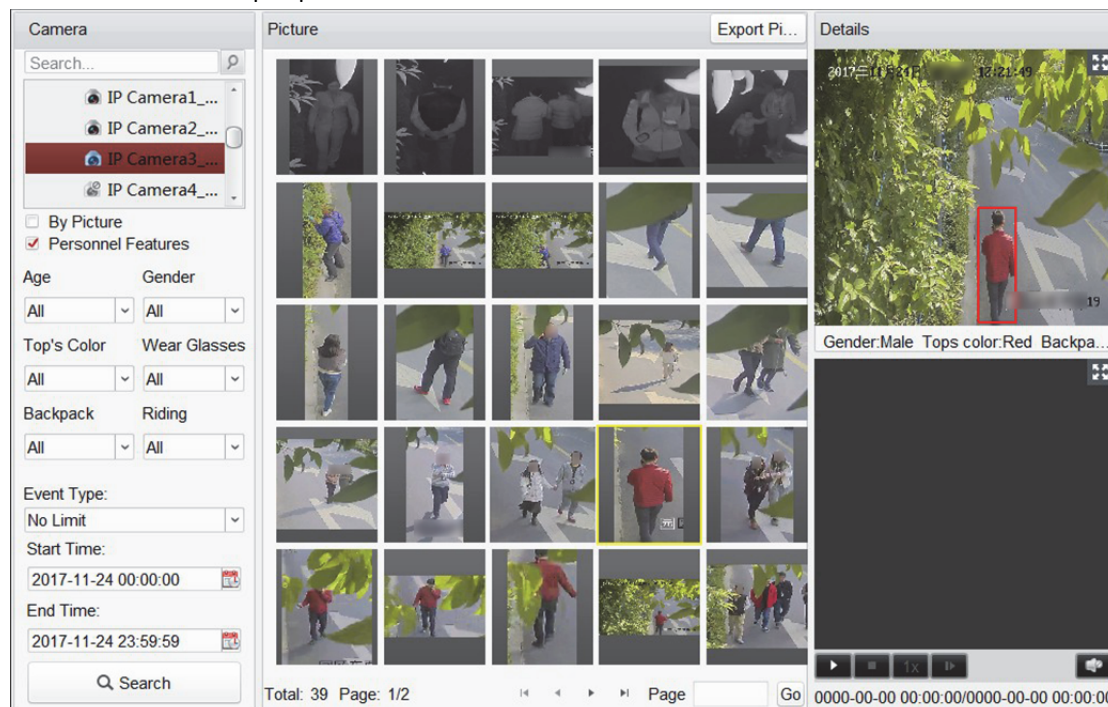 Camera
Search...
IP Camera1_...
IP Camera2_...
IP Camera3_...
IP Camera4_...
By Picture
Personnel Features
Age Gender
All All
Top's Color Wear Glasses
All All
Backpack Riding
All All
Event Type:
No Limit
Start Time:
2017-11-24 00:00:00
End Time:
2017-11-24 23:59:59
Search
Picture
Export Pi...
Total: 39 Page: 1/2
Page
Go
Details
12:21:49
19
Gender:Male Tops color:Red Backpa...
1x
0000-00-00 00:00:00/0000-00-00 00:00:00